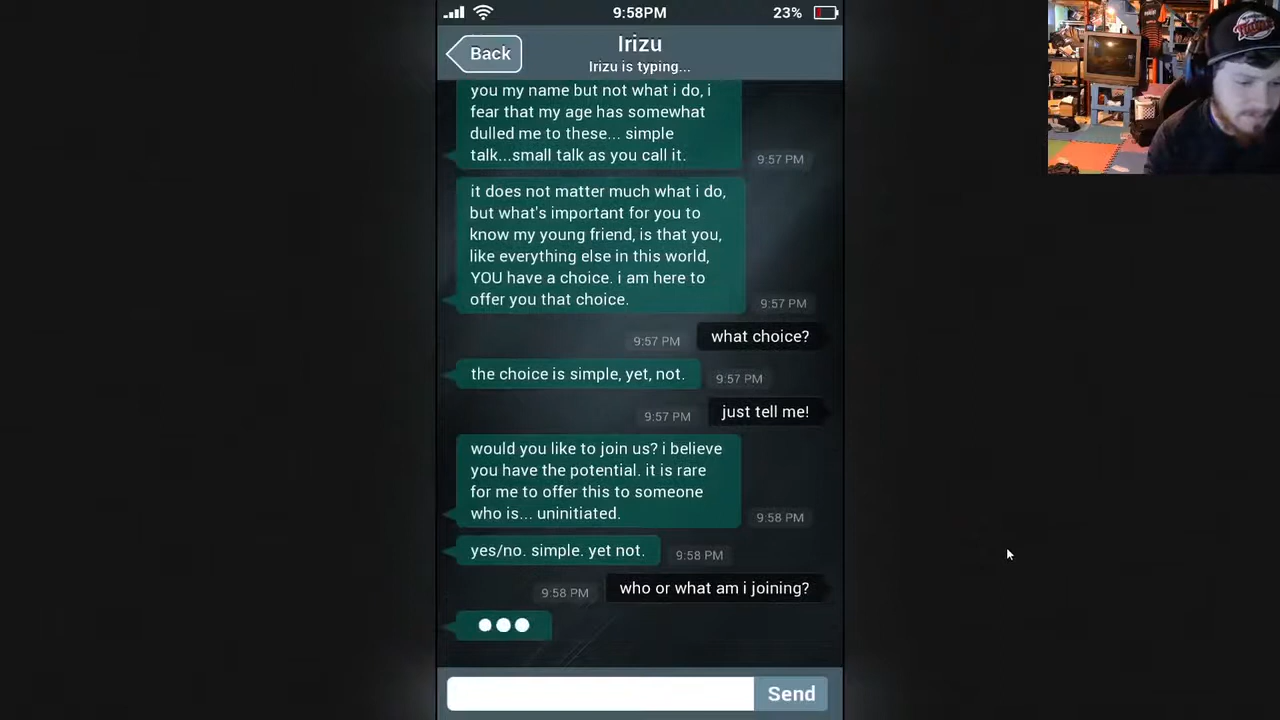 9:58PM
23%
Back
Irizu
Irizu is typing...
you my name but not what i do, i
fear that my age has somewhat
dulled me to these... simple
talk...small talk as you call it.
9:57 PM
it does not matter much what i do,
but what's important for you to
know my young friend, is that you,
like everything else in this world,
YOU have a choice. i am here to
offer you that choice.
9:57 PM
what choice?
9:57 PM
the choice is simple, yet, not.
9:57 PM
just tell me!
9:57 PM
would you like to join us? i believe
you have the potential. it is rare
for me to offer this to someone
who is... uninitiated.
9:58 PM
yes/no. simple. yet not.
9:58 PM
who or what am i joining?
9:58 PM
Send